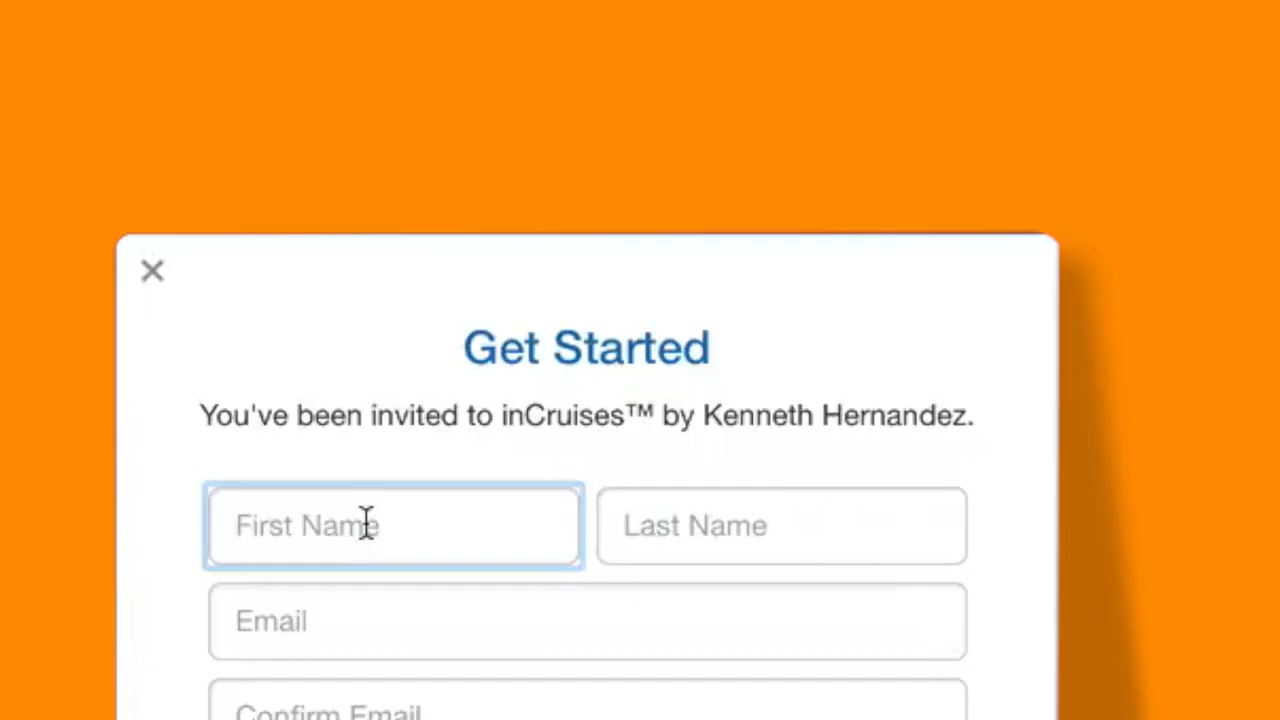 Get Started
You've been invited to inCruises™ by Kenneth Hernandez.
First Name Last Name
Email
Confirm Email